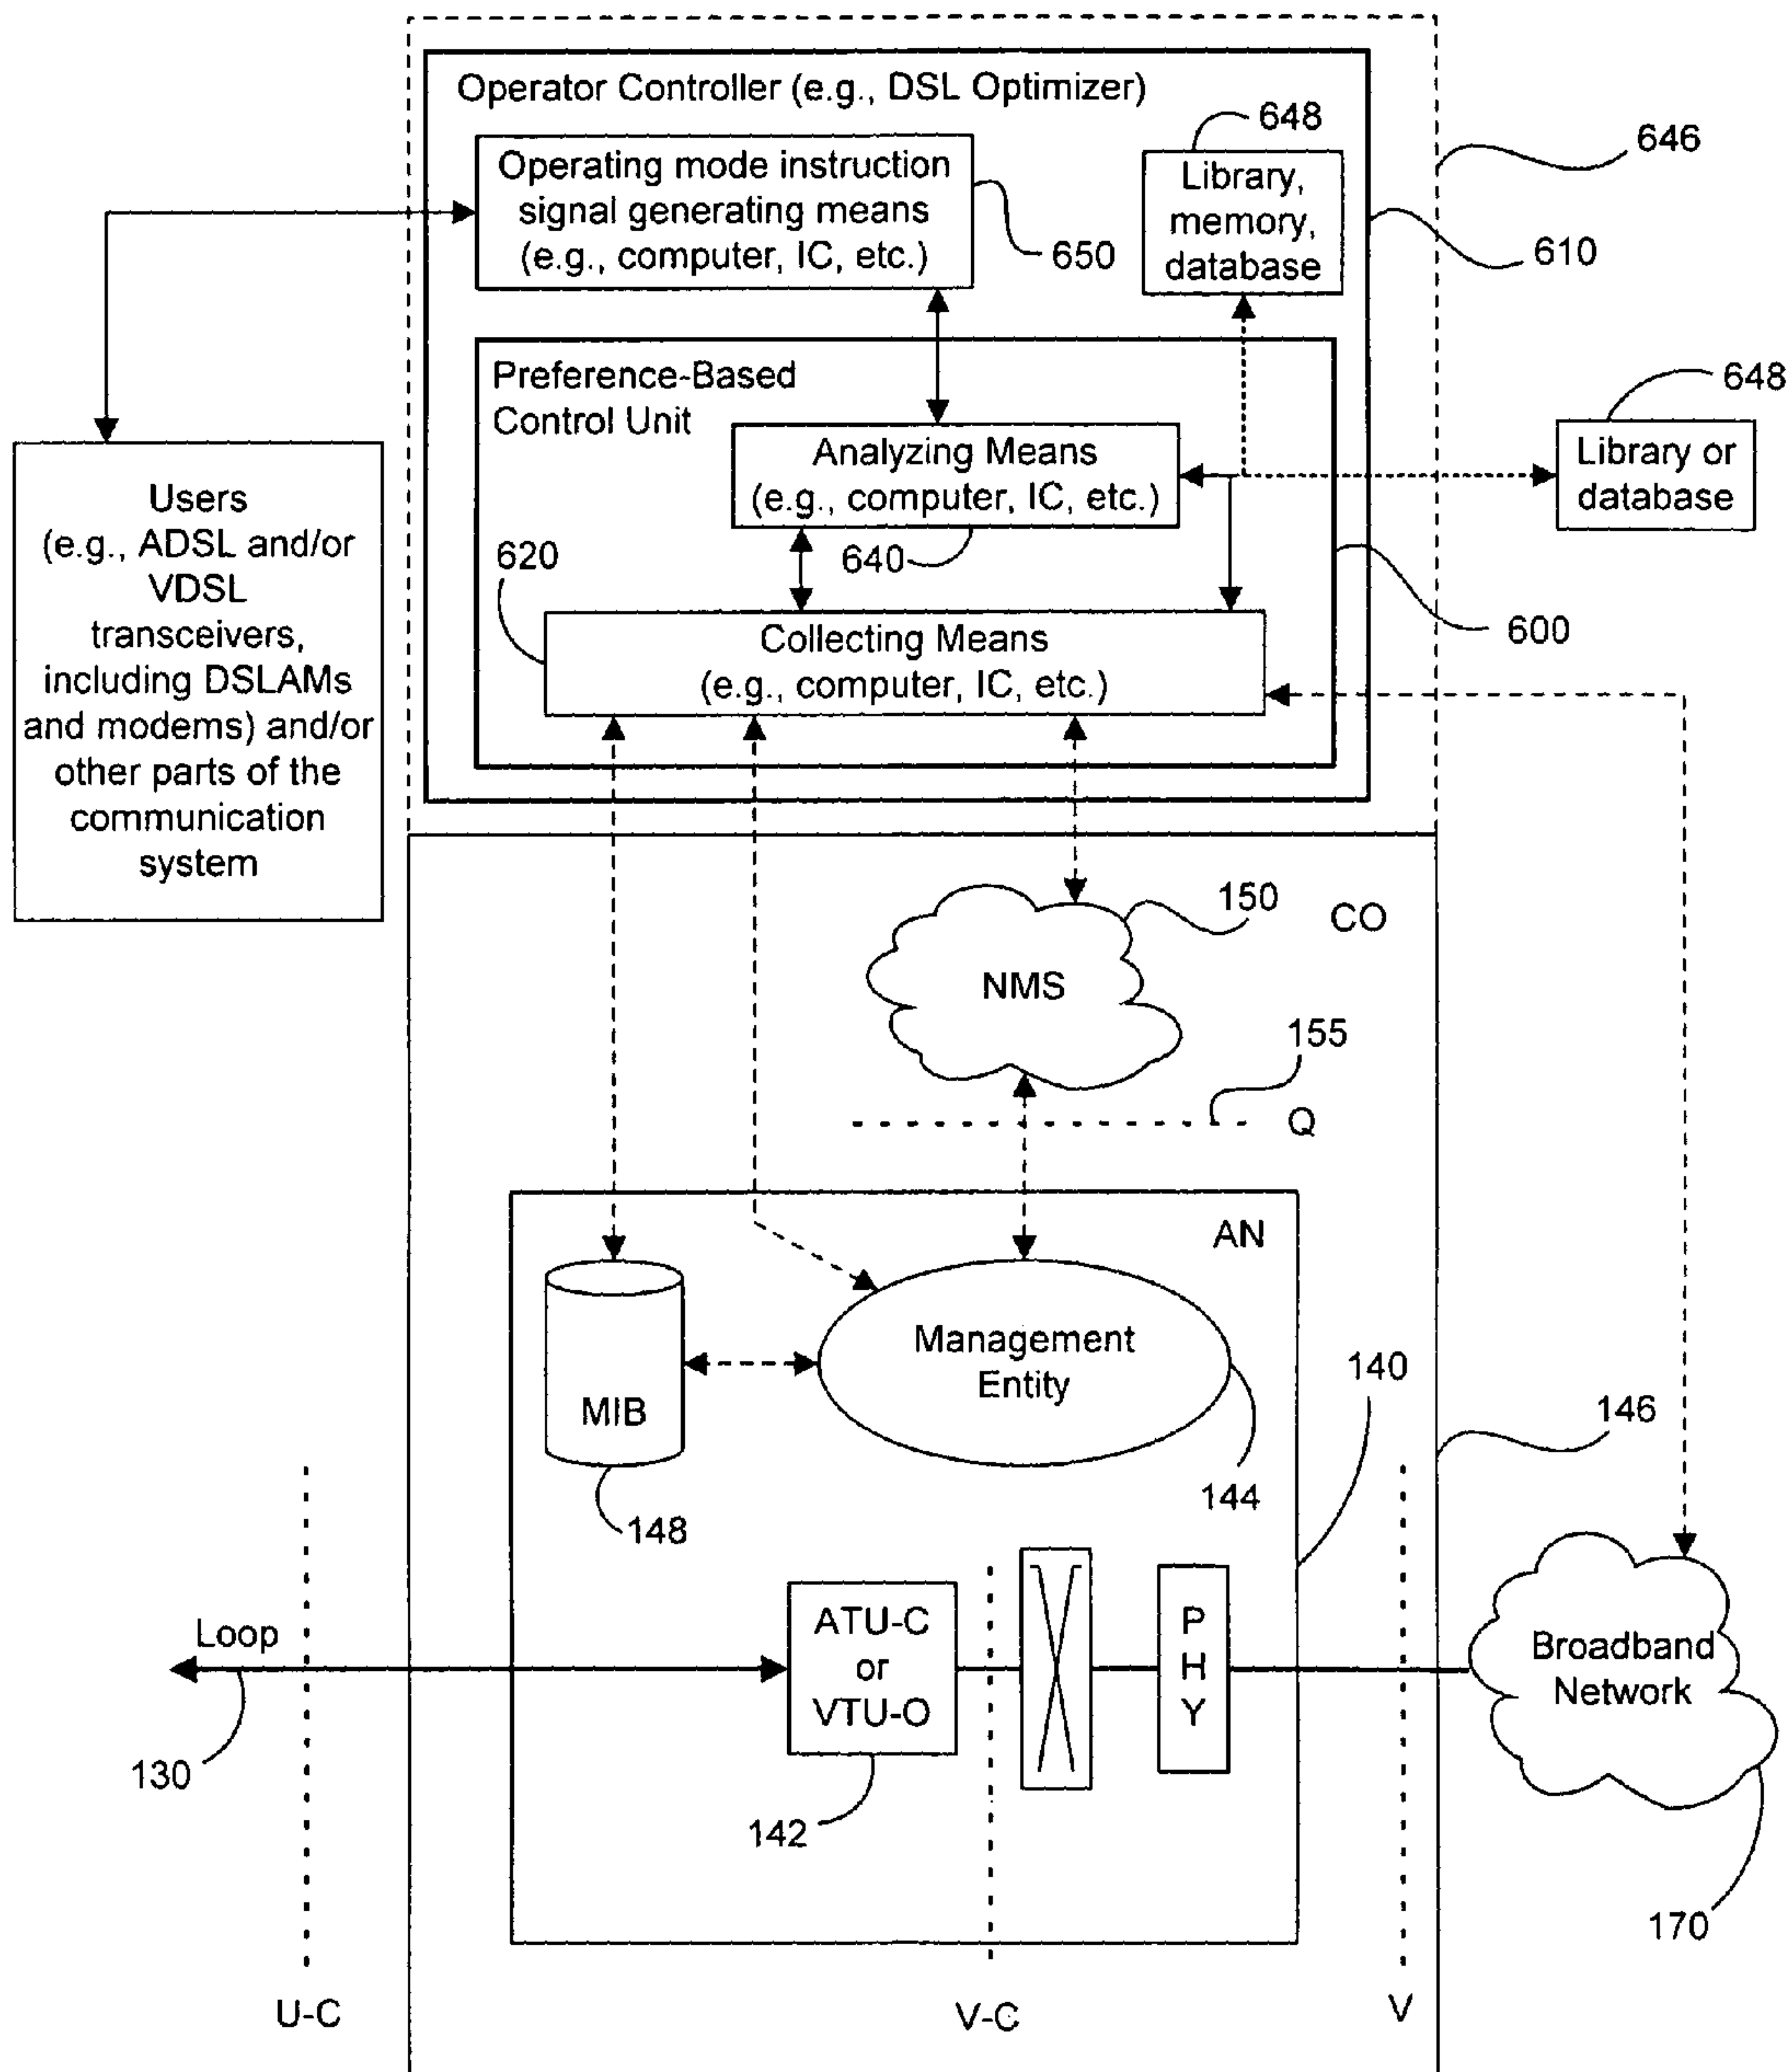 Operator Controller (e.g., DSL Optimizer)
648
646
Operating mode instruction
signal generating means
(e.g., computer, IC, etc.)
650
Library,
memory,
database
610
Preference-Based
Control Unit
648
Analyzing Means
(e.g., computer, IC, etc.)
Library or
database
Users
(e.g., ADSL and/or
VDSL
transceivers,
including DSLAMs
and modems) and/or
other parts of the
communication
system
620
640
600
Collecting Means
(e.g., computer, IC, etc.)
150
CO
NMS
155
Q
AN
Management
Entity
140
MIB
146
144
148
Loop
ATU-C
or
VTU-O
P
H
Y
Broadband
Network
130
142
170
U-C
V-C
V